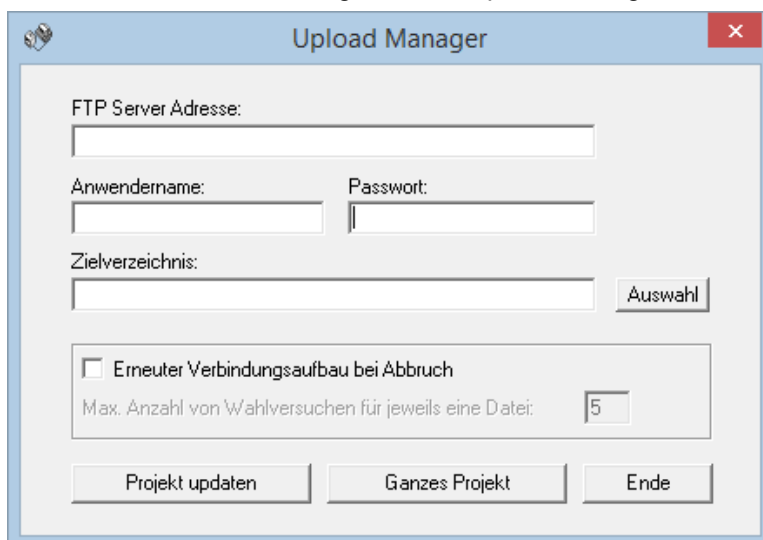 Upload Manager
FTP Server Adresse:
Anwendername: Passwort:
Zielverzeichnis:
Auswahl
Erneuter Verbindungsaufbau bei Abbruch
Max. Anzahl von Wahlversuchen für jeweils eine Datei: 5
Projekt updaten Ganzes Projekt Ende